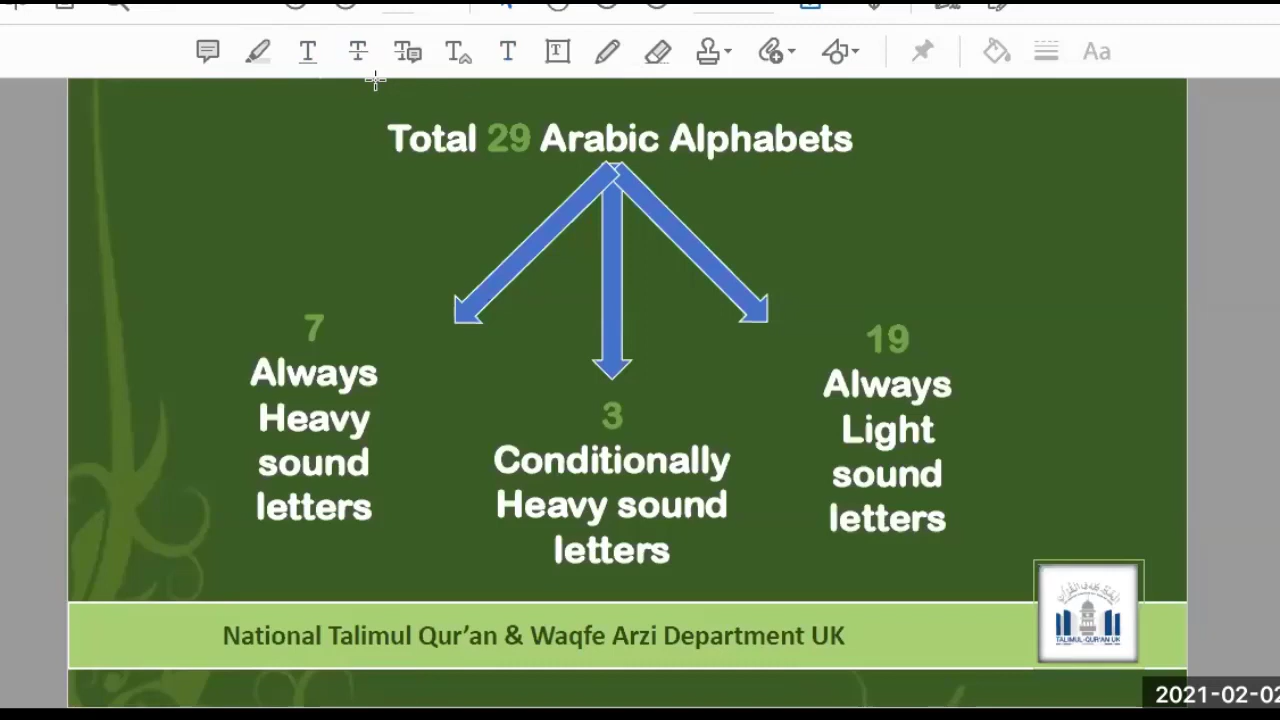 Total 29 Arabic Alphabets
7
Always
Heavy
sound
letters
3
Conditionally
Heavy sound
letters
19
Always
Light
sound
letters
National Talimul Qur’an & Waqfe Arzi Department UK
TALIMUL-QUR'AN UK
2021-02-02
Aa